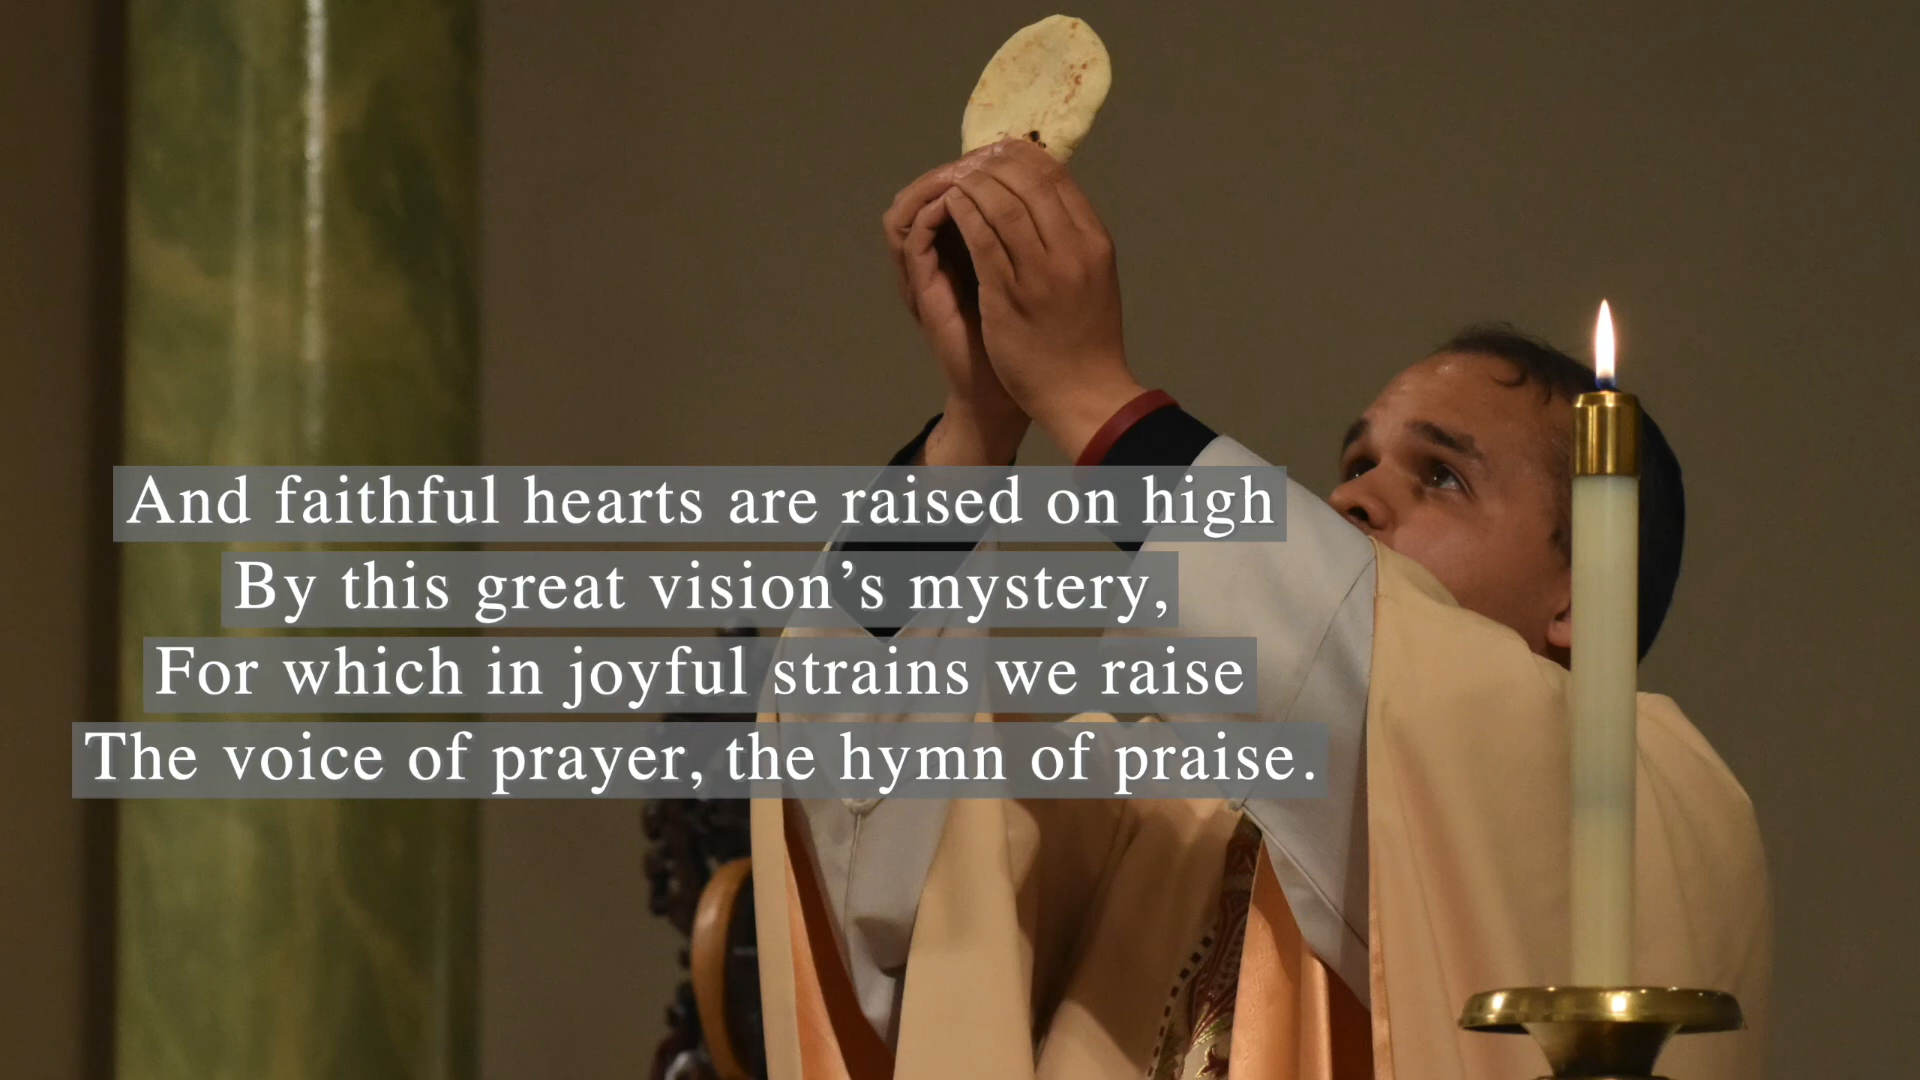 And faithful hearts are raised on high
By this great vision’s mystery,
For which in joyful strains we raise
The voice of prayer, the hymn of praise.